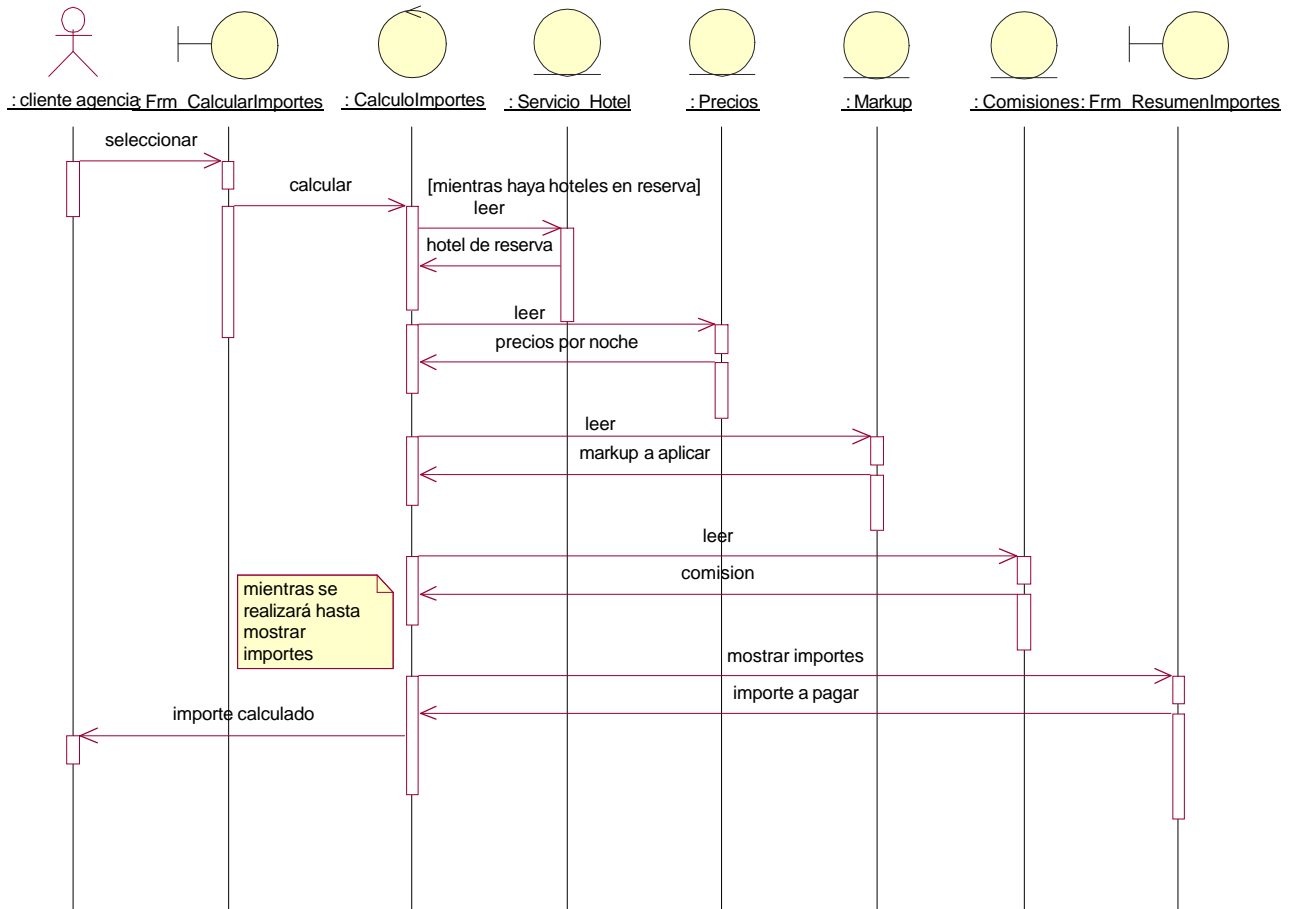 : cliente agencia
: Frm_CalcularImportes
: CalculoImportes
: Servicio_Hotel
: Precios
: Markup
: Comisiones
: Frm_ResumenImportes
seleccionar
calcular
[mientras haya hoteles en reserva]
leer
hotel de reserva
leer
precios por noche
leer
markup a aplicar
leer
comision
mientras se
realizará hasta
mostrar
importes
mostrar importes
importe a pagar
importe calculado